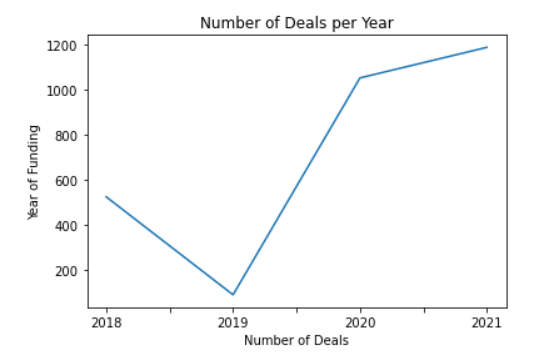 Number of Deals per Year
1200
1000
800
600
400
200
Year of Funding
2018 2019 2020 2021
Number of Deals